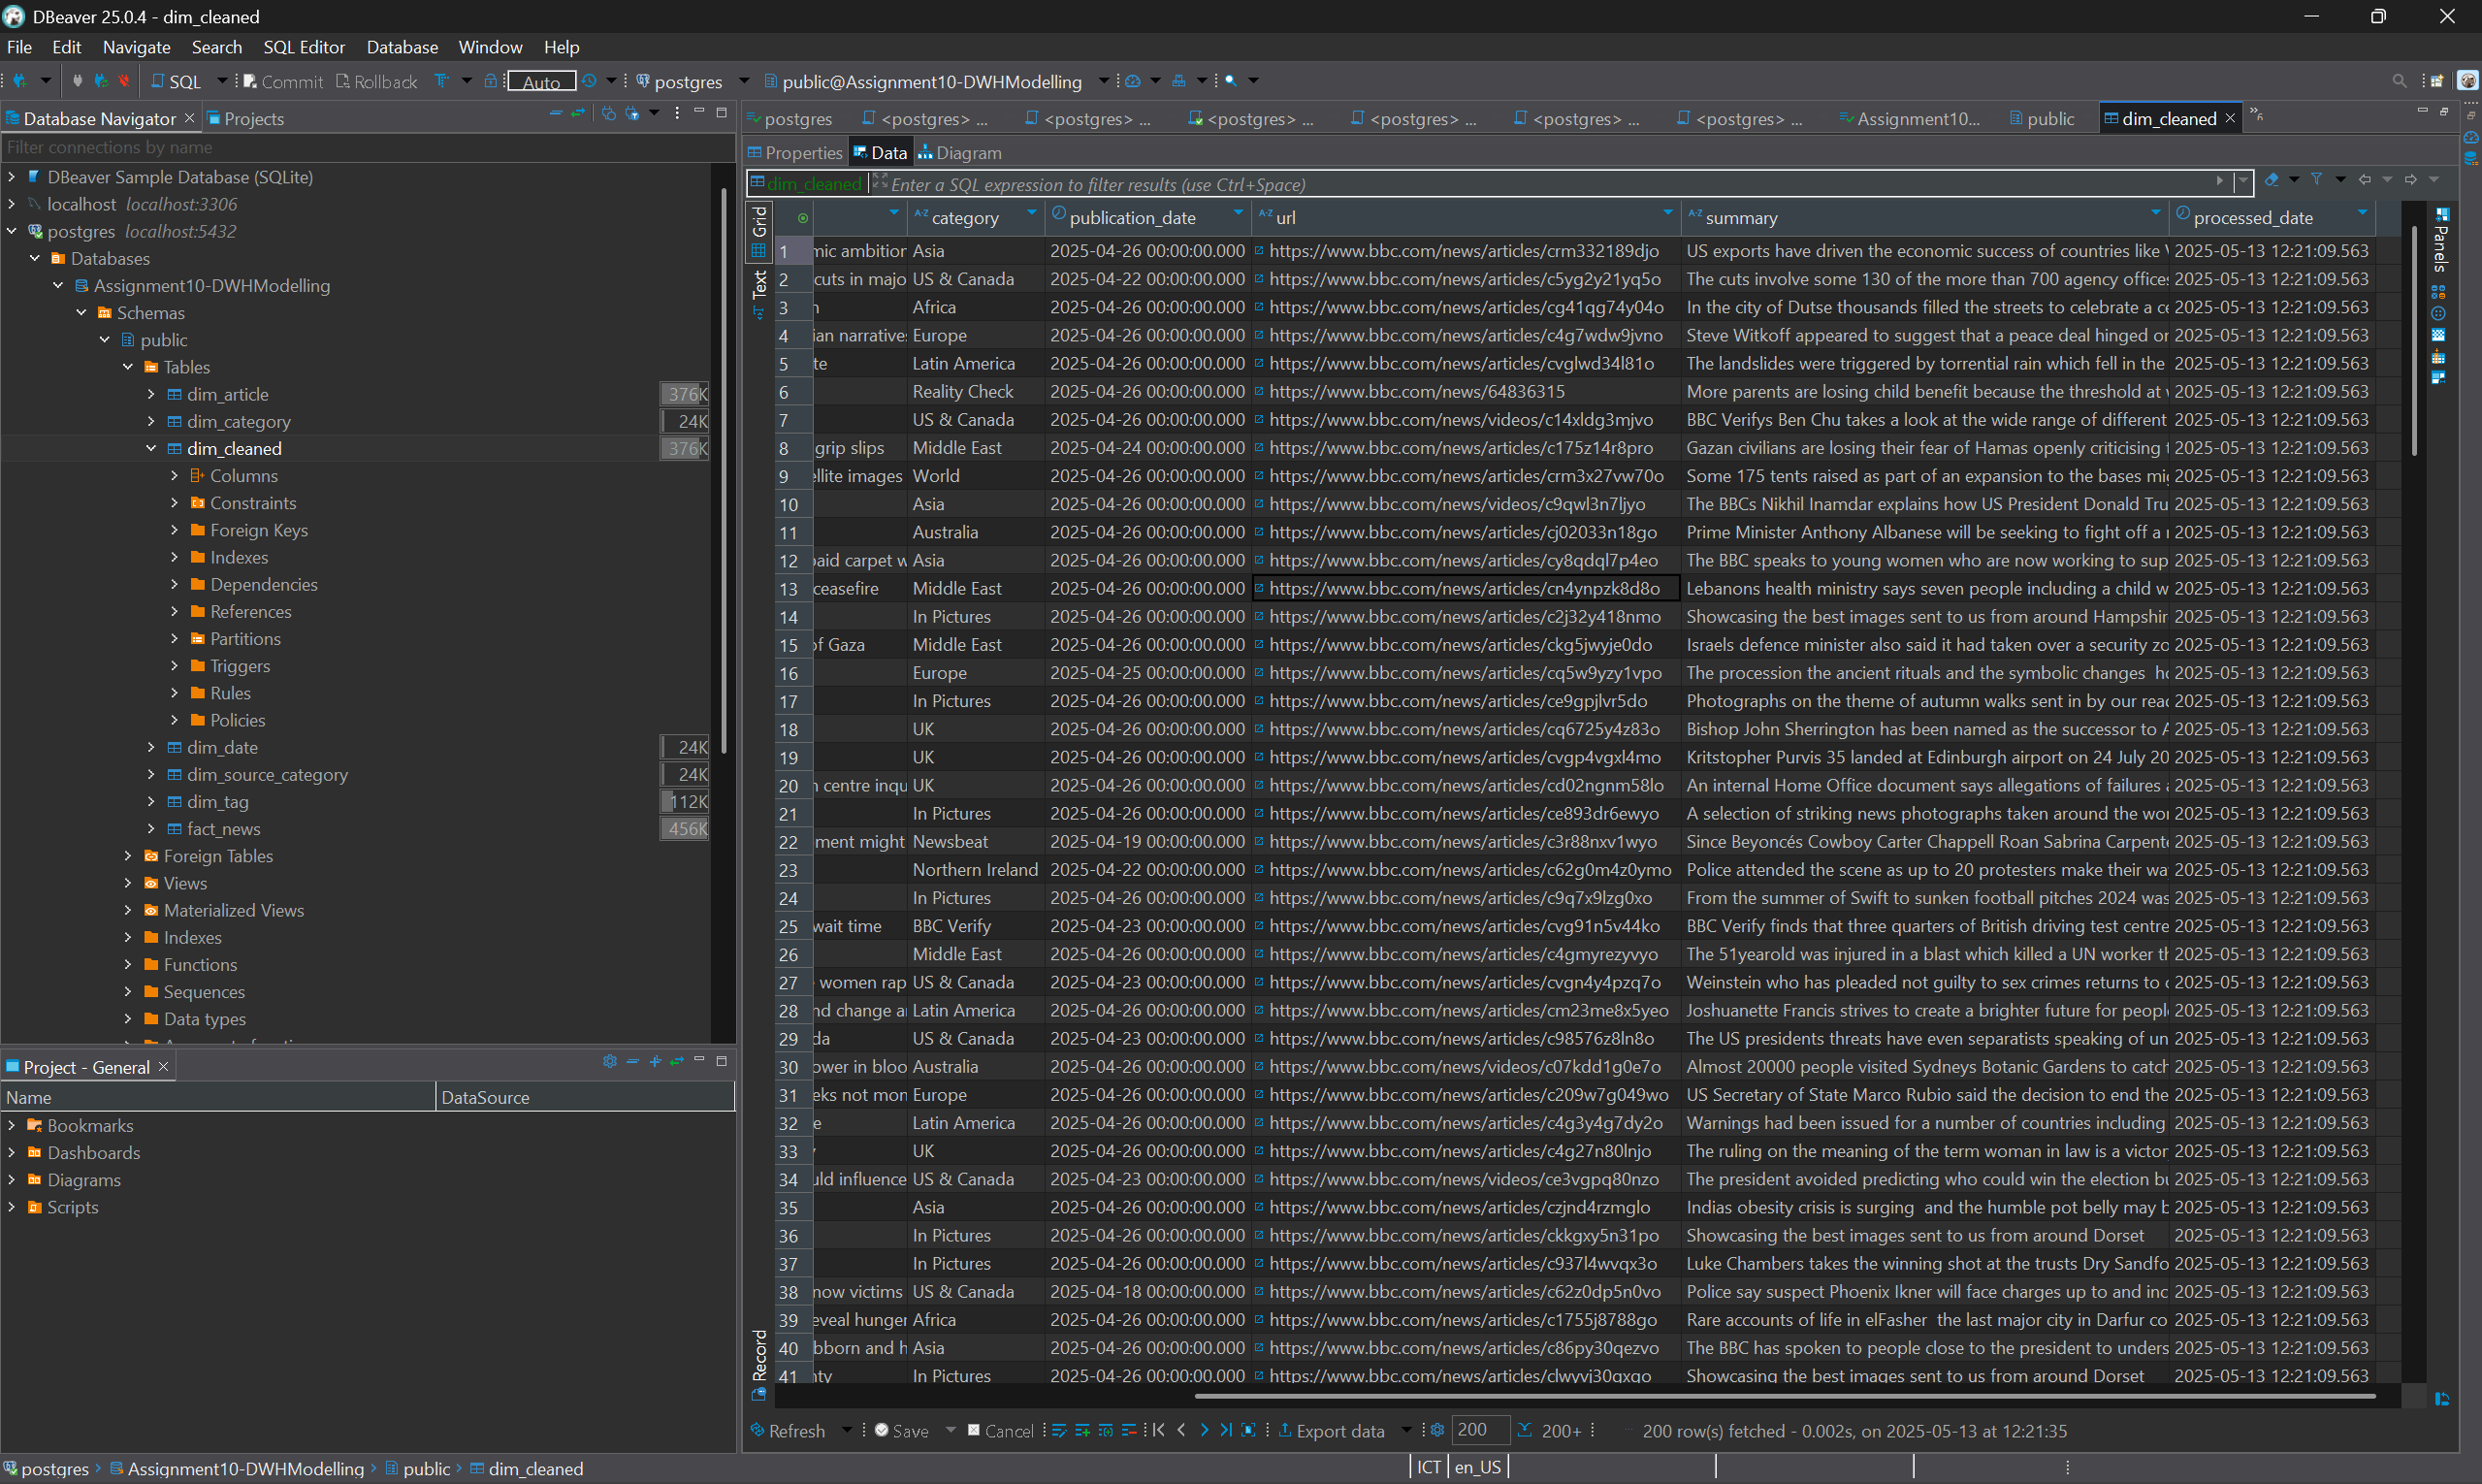 DBeaver 25.0.4 - dim_cleaned
File Edit Navigate Search SQL Editor Database Window Help
SQL Commit Rollback Auto postgres public@Assignment10-DWHModelling
Database Navigator Projects
Filter connections by name
DBeaver Sample Database (SQLite)
localhost localhost:3306
postgres localhost:5432
Databases
Assignment10-DWHModelling
Schemas
public
Tables
dim_article 376K
dim_category 24K
dim_cleaned 376K
Columns
Constraints
Foreign Keys
Indexes
Dependencies
References
Partitions
Triggers
Rules
Policies
dim_date 24K
dim_source_category 24K
dim_tag 112K
fact_news 456K
Foreign Tables
Views
Materialized Views
Indexes
Functions
Sequences
Data types
Project - General
Name DataSource
Bookmarks
Dashboards
Diagrams
Scripts
postgres <postgres> ... <postgres> ... <postgres> ... <postgres> ... <postgres> ... <postgres> ... Assignment10... public dim_cleaned
Properties Data Diagram
dim_cleaned Enter a SQL expression to filter results (use Ctrl+Space)
Grid
Text
Record
Panels
category publication_date url summary processed_date
1 mic ambition Asia 2025-04-26 00:00:00.000 https://www.bbc.com/news/articles/crm332189djo US exports have driven the economic success of countries like V 2025-05-13 12:21:09.563
2 cuts in majo US & Canada 2025-04-22 00:00:00.000 https://www.bbc.com/news/articles/c5yg2y21yq5o The cuts involve some 130 of the more than 700 agency offices 2025-05-13 12:21:09.563
3 n Africa 2025-04-26 00:00:00.000 https://www.bbc.com/news/articles/cg41qg74y04o In the city of Dutse thousands filled the streets to celebrate a ce 2025-05-13 12:21:09.563
4 ian narratives Europe 2025-04-26 00:00:00.000 https://www.bbc.com/news/articles/c4g7wdw9jvno Steve Witkoff appeared to suggest that a peace deal hinged on 2025-05-13 12:21:09.563
5 te Latin America 2025-04-26 00:00:00.000 https://www.bbc.com/news/articles/cvglwd34l81o The landslides were triggered by torrential rain which fell in the 2025-05-13 12:21:09.563
6 Reality Check 2025-04-26 00:00:00.000 https://www.bbc.com/news/64836315 More parents are losing child benefit because the threshold at 2025-05-13 12:21:09.563
7 US & Canada 2025-04-26 00:00:00.000 https://www.bbc.com/news/videos/c14xldg3mjvo BBC Verifys Ben Chu takes a look at the wide range of different 2025-05-13 12:21:09.563
8 grip slips Middle East 2025-04-24 00:00:00.000 https://www.bbc.com/news/articles/c175z14r8pro Gazan civilians are losing their fear of Hamas openly criticising 2025-05-13 12:21:09.563
9 ellite images World 2025-04-26 00:00:00.000 https://www.bbc.com/news/articles/crm3x27vw70o Some 175 tents raised as part of an expansion to the bases mig 2025-05-13 12:21:09.563
10 Asia 2025-04-26 00:00:00.000 https://www.bbc.com/news/videos/c9qwl3n7ljyo The BBCs Nikhil Inamdar explains how US President Donald Tru 2025-05-13 12:21:09.563
11 Australia 2025-04-26 00:00:00.000 https://www.bbc.com/news/articles/cj02033n18go Prime Minister Anthony Albanese will be seeking to fight off a 2025-05-13 12:21:09.563
12 paid carpet w Asia 2025-04-26 00:00:00.000 https://www.bbc.com/news/articles/cy8qdql7p4eo The BBC speaks to young women who are now working to sup 2025-05-13 12:21:09.563
13 ceasefire Middle East 2025-04-26 00:00:00.000 https://www.bbc.com/news/articles/cn4ynpzk8d8o Lebanons health ministry says seven people including a child w 2025-05-13 12:21:09.563
14 In Pictures 2025-04-26 00:00:00.000 https://www.bbc.com/news/articles/c2j32y418nmo Showcasing the best images sent to us from around Hampshir 2025-05-13 12:21:09.563
15 of Gaza Middle East 2025-04-26 00:00:00.000 https://www.bbc.com/news/articles/ckg5jwyje0do Israels defence minister also said it had taken over a security zo 2025-05-13 12:21:09.563
16 Europe 2025-04-25 00:00:00.000 https://www.bbc.com/news/articles/cq5w9yzy1vpo The procession the ancient rituals and the symbolic changes ho 2025-05-13 12:21:09.563
17 In Pictures 2025-04-26 00:00:00.000 https://www.bbc.com/news/articles/ce9gpjlvr5do Photographs on the theme of autumn walks sent in by our read 2025-05-13 12:21:09.563
18 UK 2025-04-26 00:00:00.000 https://www.bbc.com/news/articles/cq6725y4z83o Bishop John Sherrington has been named as the successor to A 2025-05-13 12:21:09.563
19 UK 2025-04-26 00:00:00.000 https://www.bbc.com/news/articles/cvgp4vgxl4mo Kritstopher Purvis 35 landed at Edinburgh airport on 24 July 20 2025-05-13 12:21:09.563
20 n centre inqu UK 2025-04-26 00:00:00.000 https://www.bbc.com/news/articles/cd02ngnm58lo An internal Home Office document says allegations of failures a 2025-05-13 12:21:09.563
21 In Pictures 2025-04-26 00:00:00.000 https://www.bbc.com/news/articles/ce893dr6ewyo A selection of striking news photographs taken around the wor 2025-05-13 12:21:09.563
22 ment might Newsbeat 2025-04-19 00:00:00.000 https://www.bbc.com/news/articles/c3r88nxv1wyo Since Beyoncés Cowboy Carter Chappell Roan Sabrina Carpente 2025-05-13 12:21:09.563
23 Northern Ireland 2025-04-22 00:00:00.000 https://www.bbc.com/news/articles/c62g0m4z0ymo Police attended the scene as up to 20 protesters make their wa 2025-05-13 12:21:09.563
24 In Pictures 2025-04-26 00:00:00.000 https://www.bbc.com/news/articles/c9q7x9lzg0xo From the summer of Swift to sunken football pitches 2024 was 2025-05-13 12:21:09.563
25 wait time BBC Verify 2025-04-23 00:00:00.000 https://www.bbc.com/news/articles/cvg91n5v44ko BBC Verify finds that three quarters of British driving test centre 2025-05-13 12:21:09.563
26 Middle East 2025-04-26 00:00:00.000 https://www.bbc.com/news/articles/c4gmyrezyvyo The 51yearold was injured in a blast which killed a UN worker th 2025-05-13 12:21:09.563
27 women rap US & Canada 2025-04-23 00:00:00.000 https://www.bbc.com/news/articles/cvgn4y4pzq7o Weinstein who has pleaded not guilty to sex crimes returns to c 2025-05-13 12:21:09.563
28 nd change a Latin America 2025-04-26 00:00:00.000 https://www.bbc.com/news/articles/cm23me8x5yeo Joshuanette Francis strives to create a brighter future for peopl 2025-05-13 12:21:09.563
29 da US & Canada 2025-04-23 00:00:00.000 https://www.bbc.com/news/articles/c98576z8ln8o The US presidents threats have even separatists speaking of un 2025-05-13 12:21:09.563
30 ower in bloo Australia 2025-04-26 00:00:00.000 https://www.bbc.com/news/videos/c07kdd1g0e7o Almost 20000 people visited Sydneys Botanic Gardens to catch 2025-05-13 12:21:09.563
31 eks not mon Europe 2025-04-26 00:00:00.000 https://www.bbc.com/news/articles/c209w7g049wo US Secretary of State Marco Rubio said the decision to end the 2025-05-13 12:21:09.563
32 e Latin America 2025-04-26 00:00:00.000 https://www.bbc.com/news/articles/c4g3y4g7dy2o Warnings had been issued for a number of countries including 2025-05-13 12:21:09.563
33 UK 2025-04-26 00:00:00.000 https://www.bbc.com/news/articles/c4g27n80lnjo The ruling on the meaning of the term woman in law is a victor 2025-05-13 12:21:09.563
34 uld influence US & Canada 2025-04-23 00:00:00.000 https://www.bbc.com/news/videos/ce3vgpq80nzo The president avoided predicting who could win the election bu 2025-05-13 12:21:09.563
35 Asia 2025-04-26 00:00:00.000 https://www.bbc.com/news/articles/czjnd4rzmglo Indias obesity crisis is surging and the humble pot belly may b 2025-05-13 12:21:09.563
36 In Pictures 2025-04-26 00:00:00.000 https://www.bbc.com/news/articles/ckkgxy5n31po Showcasing the best images sent to us from around Dorset 2025-05-13 12:21:09.563
37 In Pictures 2025-04-26 00:00:00.000 https://www.bbc.com/news/articles/c937l4wvqx3o Luke Chambers takes the winning shot at the trusts Dry Sandfo 2025-05-13 12:21:09.563
38 now victims US & Canada 2025-04-18 00:00:00.000 https://www.bbc.com/news/articles/c62z0dp5n0vo Police say suspect Phoenix Ikner will face charges up to and inc 2025-05-13 12:21:09.563
39 eveal hunger Africa 2025-04-26 00:00:00.000 https://www.bbc.com/news/articles/c1755j8788go Rare accounts of life in elFasher the last major city in Darfur co 2025-05-13 12:21:09.563
40 bborn and h Asia 2025-04-26 00:00:00.000 https://www.bbc.com/news/articles/c86py30qezvo The BBC has spoken to people close to the president to unders 2025-05-13 12:21:09.563
41 nty In Pictures 2025-04-26 00:00:00.000 https://www.bbc.com/news/articles/clwyvj30qxqo Showcasing the best images sent to us from around Dorset 2025-05-13 12:21:09.563
Refresh Save Cancel Export data 200 200+ 200 row(s) fetched - 0.002s, on 2025-05-13 at 12:21:35
postgres Assignment10-DWHModelling public dim_cleaned ICT en_US